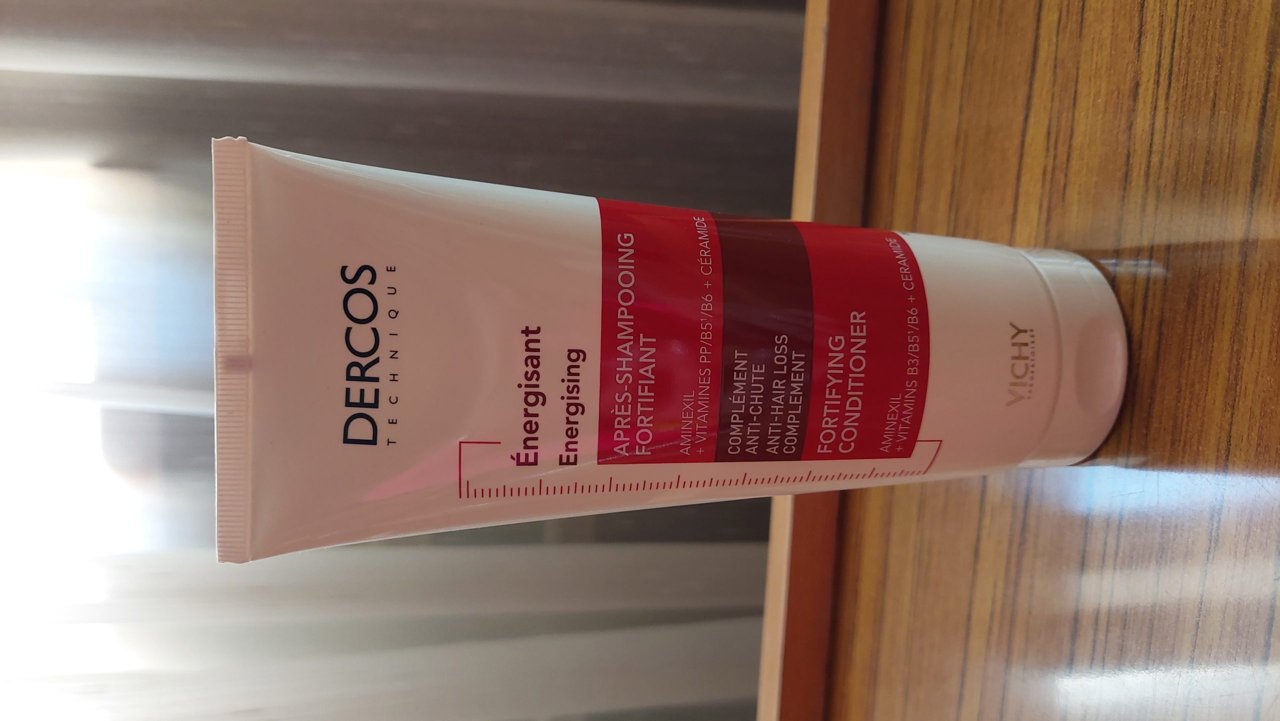 DERCOS
TECHNIQUE
Énergisant
Energising
APRÈS-SHAMPOOING
FORTIFIANT
AMINEXIL
+ VITAMINES PP/B5¹/B6 + CÉRAMIDE
COMPLÉMENT
ANTI-CHUTE
ANTI-HAIR LOSS
COMPLEMENT
FORTIFYING
CONDITIONER
AMINEXIL
+ VITAMINS B3/B5¹/B6 + CERAMIDE
VICHY
LABORATOIRES